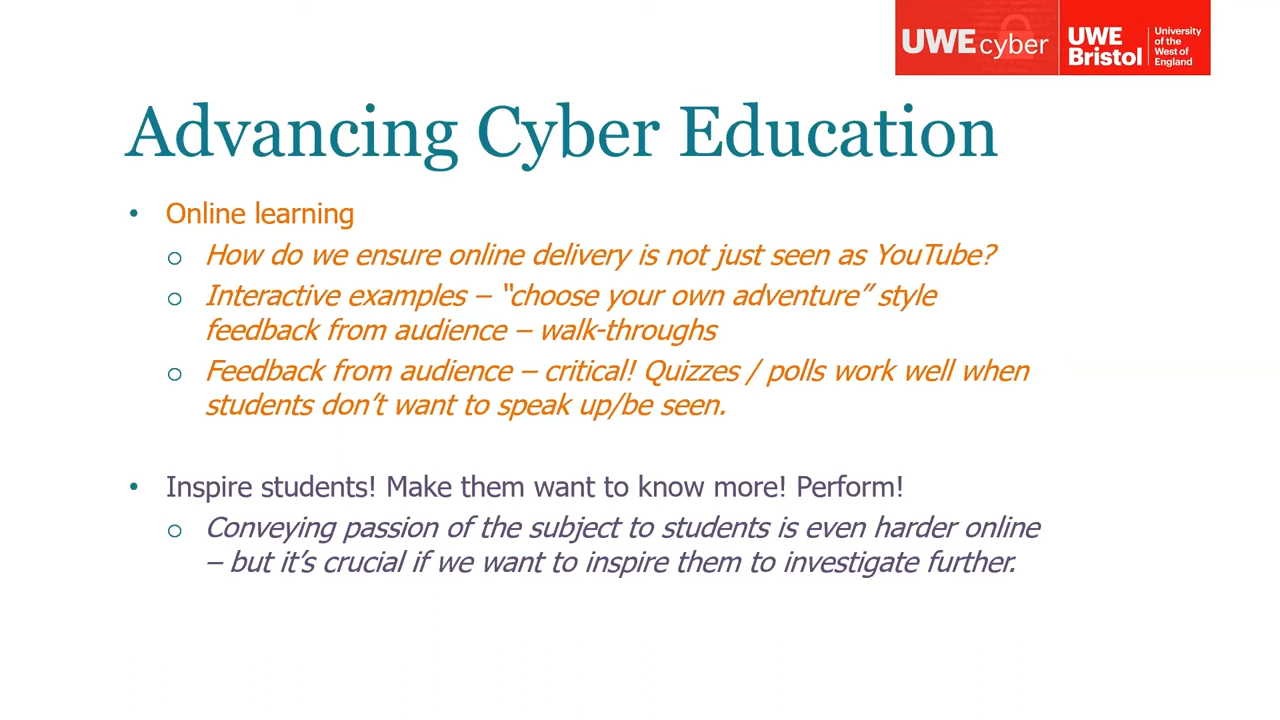 UWE cyber
UWE Bristol
University of the West of England
Advancing Cyber Education
• Online learning
o How do we ensure online delivery is not just seen as YouTube?
o Interactive examples – “choose your own adventure” style
feedback from audience – walk-throughs
o Feedback from audience – critical! Quizzes / polls work well when
students don’t want to speak up/be seen.
• Inspire students! Make them want to know more! Perform!
o Conveying passion of the subject to students is even harder online
– but it’s crucial if we want to inspire them to investigate further.